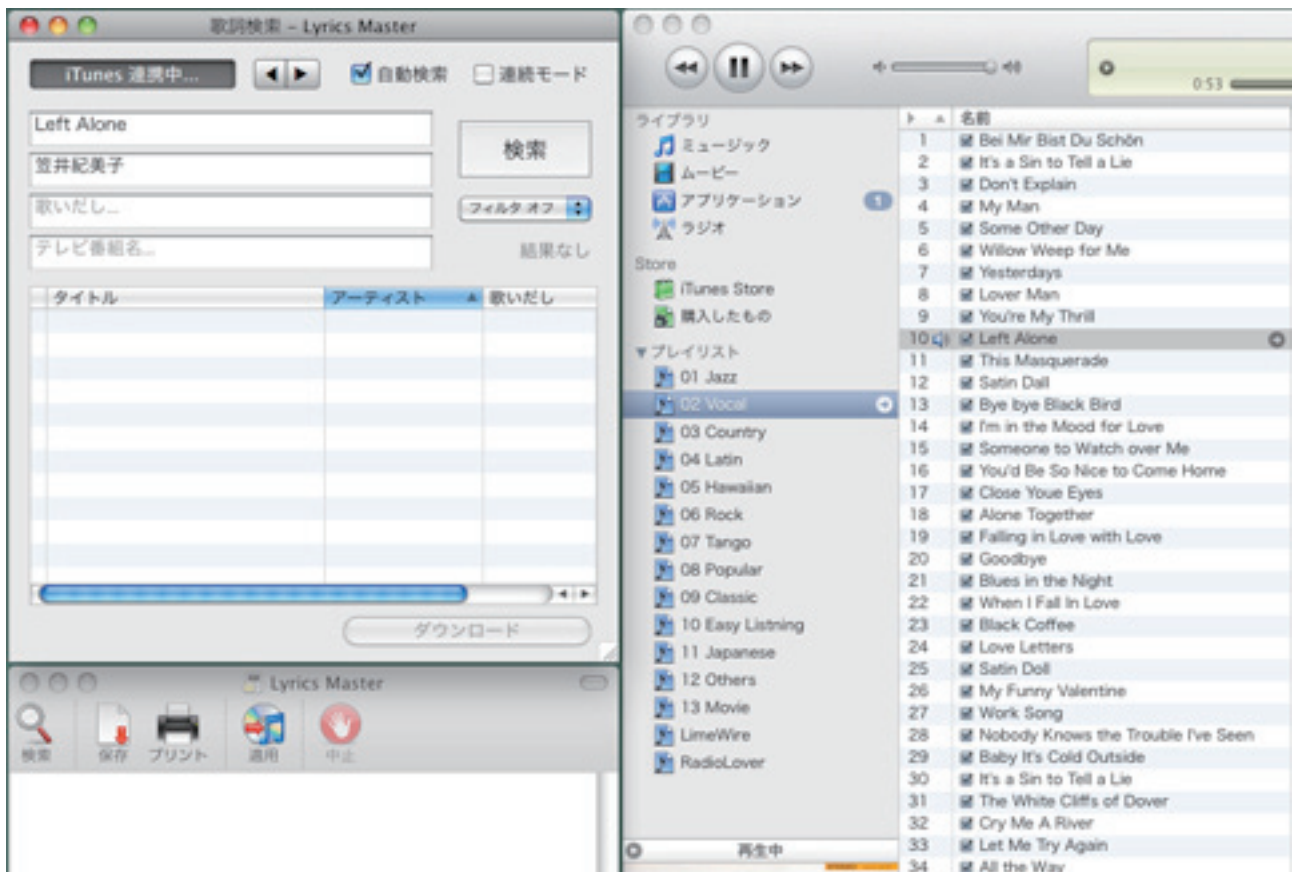 歌詞検索 – Lyrics Master
iTunes 連携中...
自動検索
連続モード
Left Alone
笠井紀美子
検索
歌いだし...
フィルタ オフ
テレビ番組名...
結果なし
タイトル
アーティスト
歌いだし
ダウンロード
Lyrics Master
検索
保存
プリント
適用
中止
0:53
ライブラリ
ミュージック
ムービー
アプリケーション
1
ラジオ
Store
iTunes Store
購入したもの
プレイリスト
01 Jazz
02 Vocal
03 Country
04 Latin
05 Hawaiian
06 Rock
07 Tango
08 Popular
09 Classic
10 Easy Listning
11 Japanese
12 Others
13 Movie
LimeWire
RadioLover
再生中
名前
1 Bei Mir Bist Du Schön
2 It's a Sin to Tell a Lie
3 Don't Explain
4 My Man
5 Some Other Day
6 Willow Weep for Me
7 Yesterdays
8 Lover Man
9 You're My Thrill
10 Left Alone
11 This Masquerade
12 Satin Dall
13 Bye bye Black Bird
14 I'm in the Mood for Love
15 Someone to Watch over Me
16 You'd Be So Nice to Come Home
17 Close Youe Eyes
18 Alone Together
19 Falling in Love with Love
20 Goodbye
21 Blues in the Night
22 When I Fall In Love
23 Black Coffee
24 Love Letters
25 Satin Doll
26 My Funny Valentine
27 Work Song
28 Nobody Knows the Trouble I've Seen
29 Baby It's Cold Outside
30 It's a Sin to Tell a Lie
31 The White Cliffs of Dover
32 Cry Me A River
33 Let Me Try Again
34 All the Way